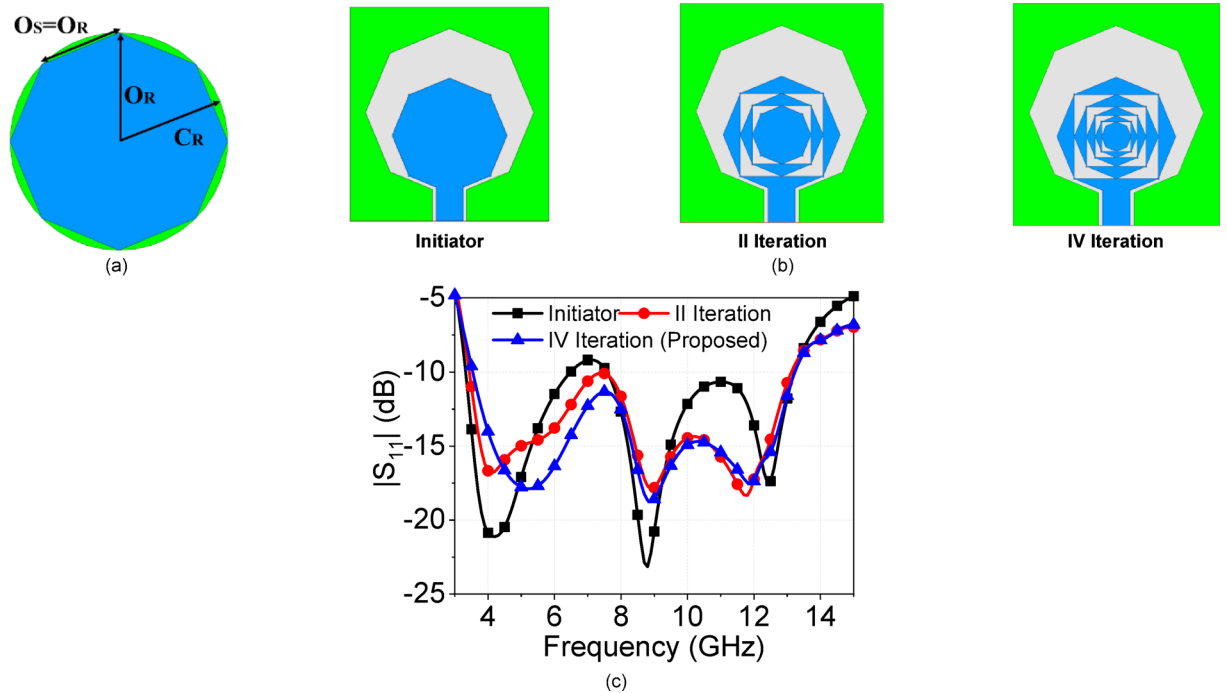 OS=OR
OR
CR
(a)
Initiator
II Iteration
IV Iteration
(b)
-5
-10
-15
-20
-25
|S11| (dB)
Initiator
II Iteration
IV Iteration (Proposed)
4 6 8 10 12 14
Frequency (GHz)
(c)